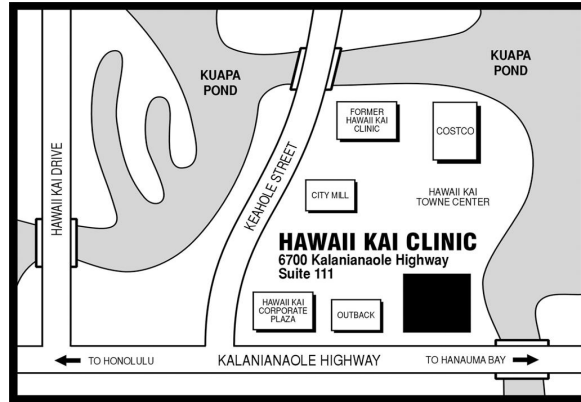 KUAPA
POND
KUAPA
POND
FORMER
HAWAII KAI
CLINIC
COSTCO
HAWAII KAI DRIVE
KEAHOLE STREET
CITY MILL
HAWAII KAI
TOWNE CENTER
HAWAII KAI CLINIC
6700 Kalanianaole Highway
Suite 111
HAWAII KAI
CORPORATE
PLAZA
OUTBACK
TO HONOLULU
KALANIANAOLE HIGHWAY
TO HANAUMA BAY